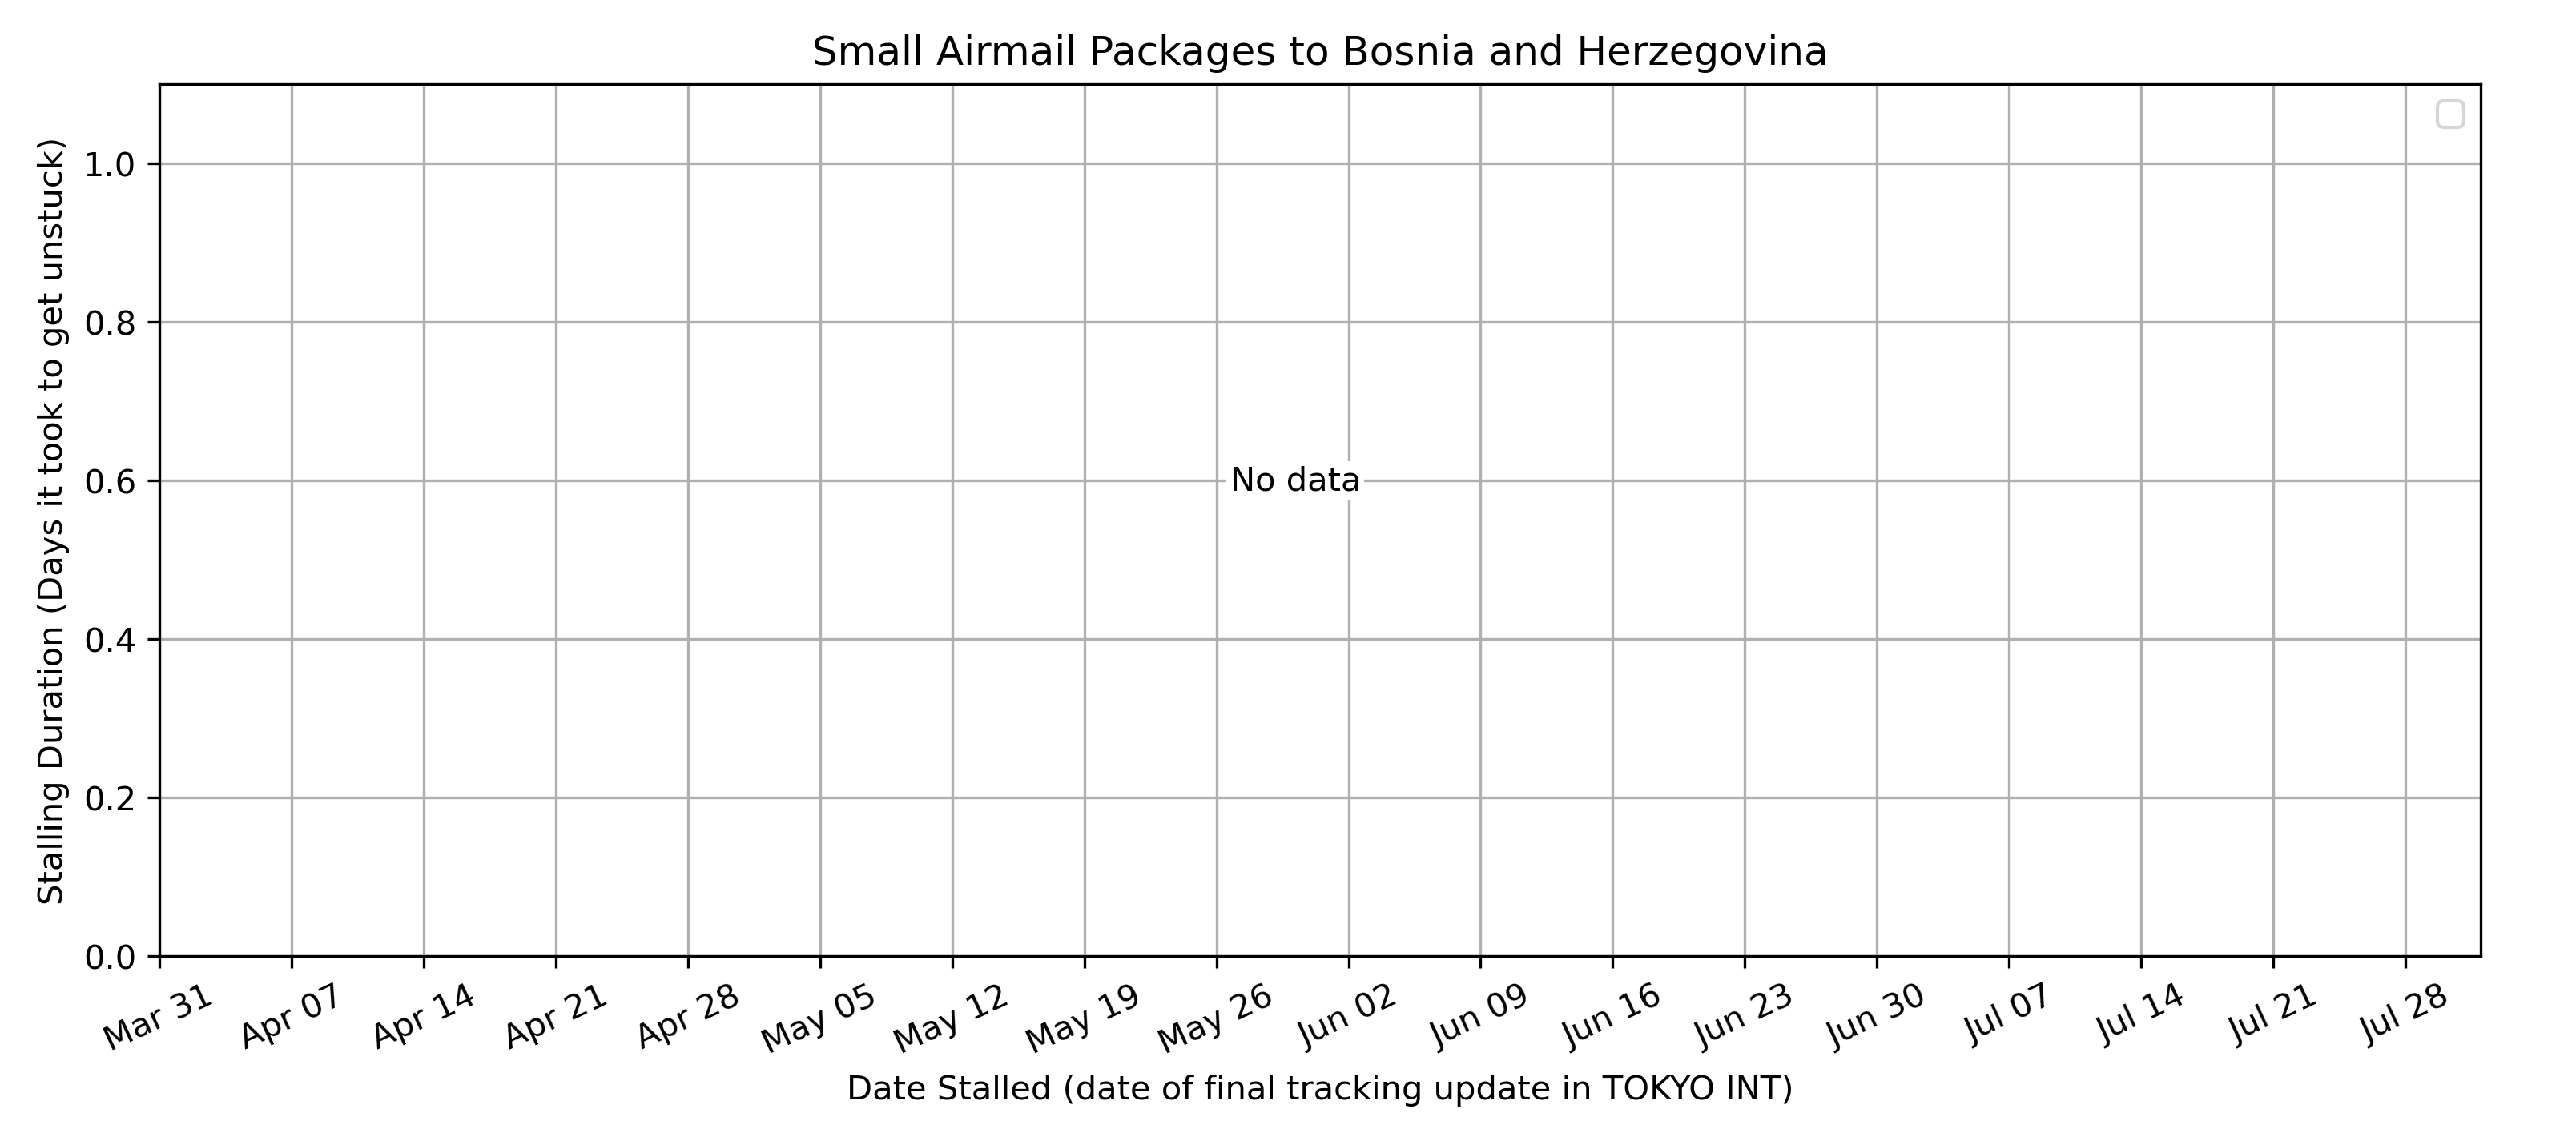 Small Airmail Packages to Bosnia and Herzegovina
Stalling Duration (Days it took to get unstuck)
1.0
0.8
0.6
0.4
0.2
0.0
No data
Mar 31
Apr 07
Apr 14
Apr 21
Apr 28
May 05
May 12
May 19
May 26
Jun 02
Jun 09
Jun 16
Jun 23
Jun 30
Jul 07
Jul 14
Jul 21
Jul 28
Date Stalled (date of final tracking update in TOKYO INT)